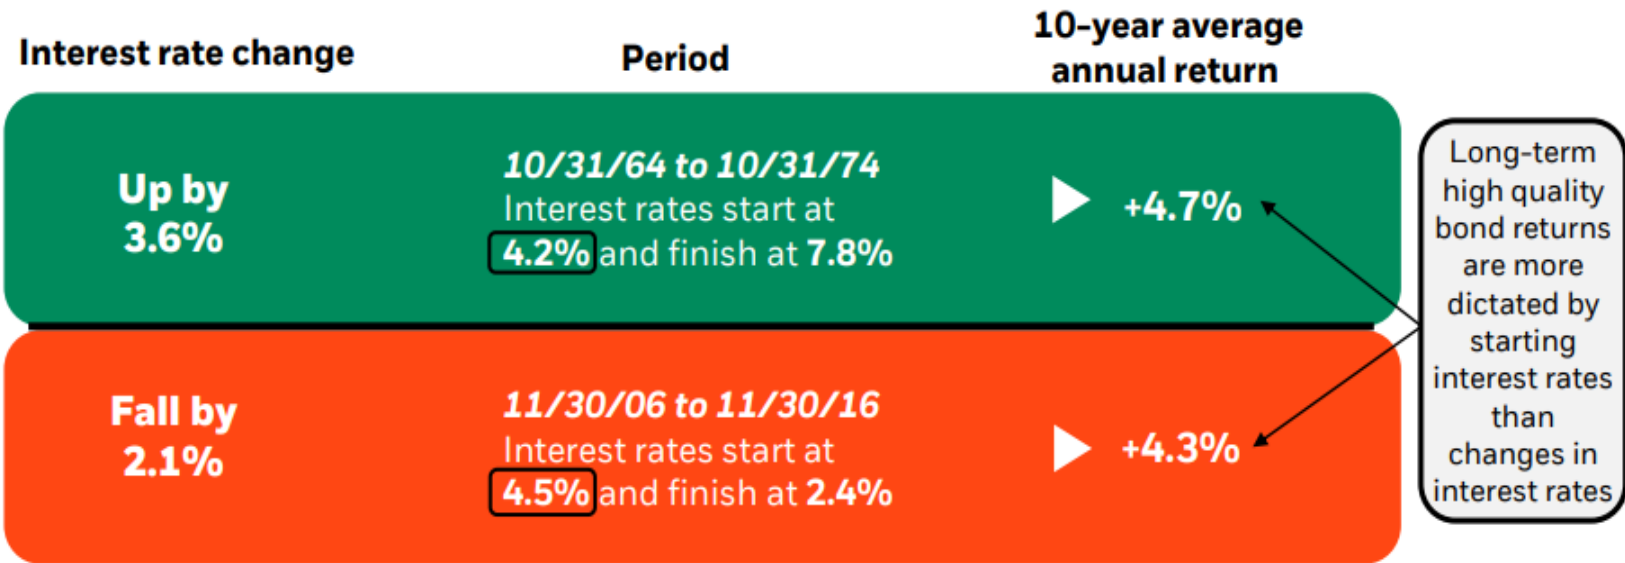 Interest rate change
Period
10-year average
annual return
Up by
3.6%
10/31/64 to 10/31/74
Interest rates start at
4.2% and finish at 7.8%
+4.7%
Fall by
2.1%
11/30/06 to 11/30/16
Interest rates start at
4.5% and finish at 2.4%
+4.3%
Long-term
high quality
bond returns
are more
dictated by
starting
interest rates
than
changes in
interest rates